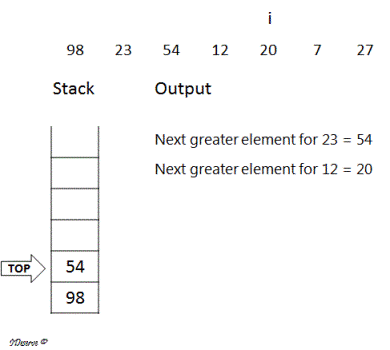 i
98 23 54 12 20 7 27
Stack Output
Next greater element for 23 = 54
Next greater element for 12 = 20
TOP 54
98
IDeserve ©